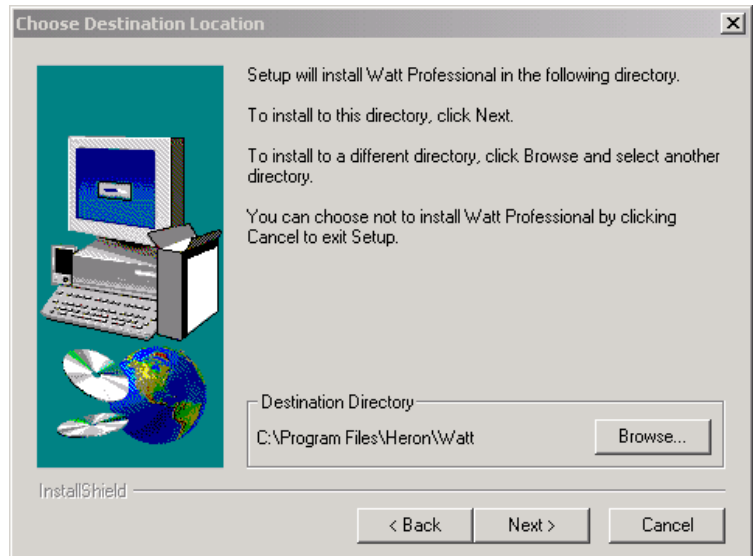 Choose Destination Location
Setup will install Watt Professional in the following directory.
To install to this directory, click Next.
To install to a different directory, click Browse and select another
directory.
You can choose not to install Watt Professional by clicking
Cancel to exit Setup.
Destination Directory
C:\Program Files\Heron\Watt
Browse...
InstallShield
< Back
Next >
Cancel